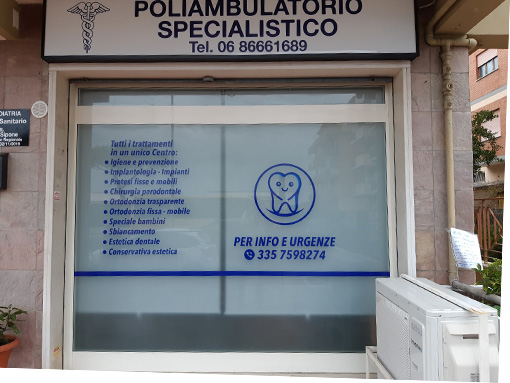 POLIAMBULATORIO
SPECIALISTICO
Tel. 06 86661689
DIATRIA
Sanitario
Sipone
Tutti i trattamenti
in un unico Centro:
• Igiene e prevenzione
• Implantologia - Impianti
• Protesi fisse e mobili
• Chirurgia parodontale
• Ortodonzia trasparente
• Ortodonzia fissa - mobile
• Speciale bambini
• Sbiancamento
• Estetica dentale
• Conservativa estetica
PER INFO E URGENZE
335 7598274